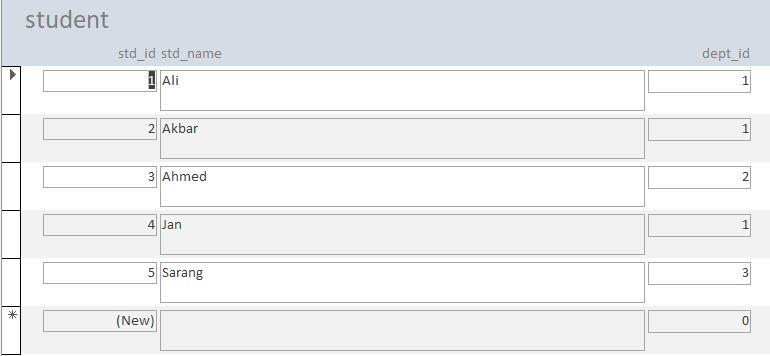 student
std_id std_name dept_id
1 Ali 1
2 Akbar 1
3 Ahmed 2
4 Jan 1
5 Sarang 3
* (New) 0